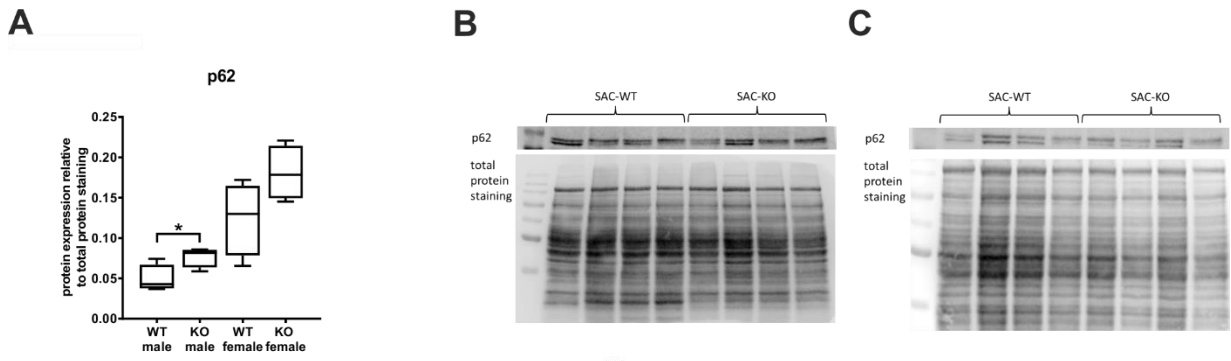 A
p62
protein expression relative
to total protein staining
0.25
0.20
0.15
0.10
0.05
0.00
*
WT KO WT KO
male male female female
B
SAC-WT SAC-KO
p62
total
protein
staining
C
SAC-WT SAC-KO
p62
total
protein
staining